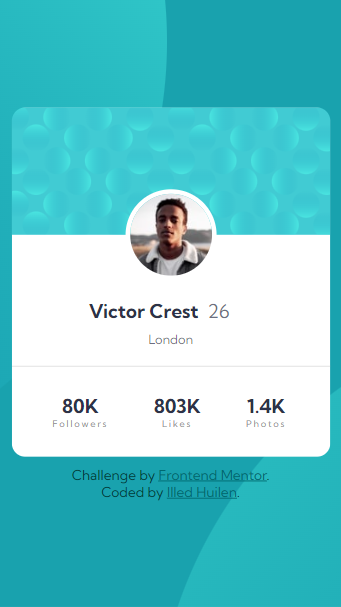 Victor Crest 26
London
80K 803K 1.4K
Followers Likes Photos
Challenge by Frontend Mentor.
Coded by Illed Huilen.